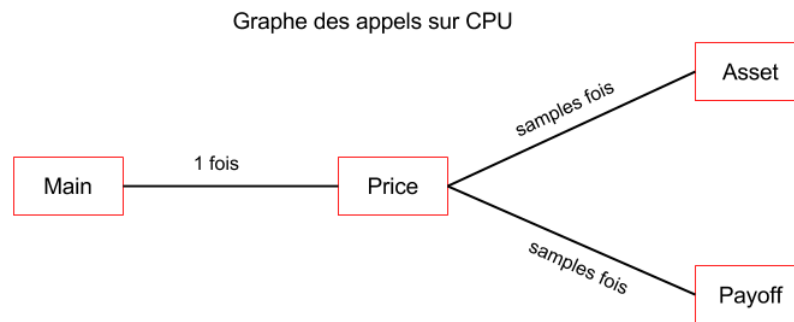 Graphe des appels sur CPU
Asset
samples fois
1 fois
Main
Price
samples fois
Payoff